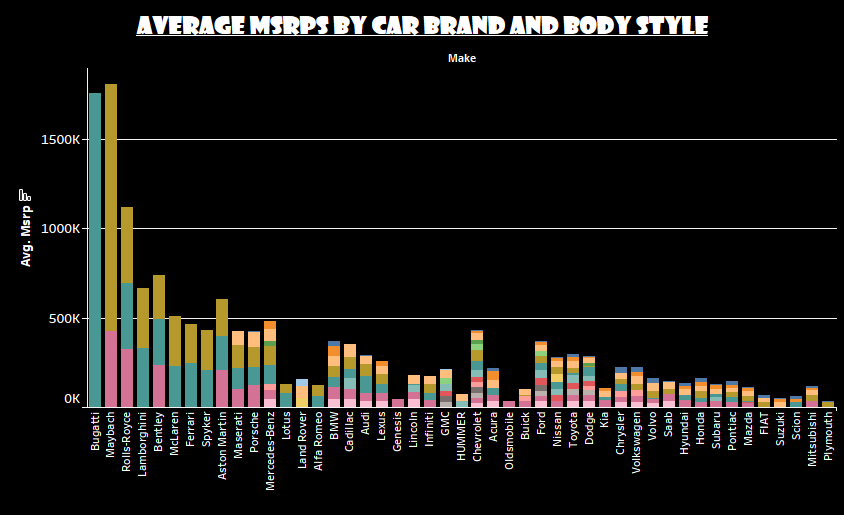 AVERAGE MSRPS BY CAR BRAND AND BODY STYLE
Make
Avg. Msrp
1500K
1000K
500K
0K
Bugatti
Maybach
Rolls-Royce
Lamborghini
Bentley
McLaren
Ferrari
Spyker
Aston Martin
Maserati
Porsche
Mercedes-Benz
Lotus
Land Rover
Alfa Romeo
BMW
Cadillac
Audi
Lexus
Genesis
Lincoln
Infiniti
GMC
HUMMER
Chevrolet
Acura
Oldsmobile
Buick
Ford
Nissan
Toyota
Dodge
Kia
Chrysler
Volkswagen
Volvo
Saab
Hyundai
Honda
Subaru
Pontiac
Mazda
FIAT
Suzuki
Scion
Mitsubishi
Plymouth